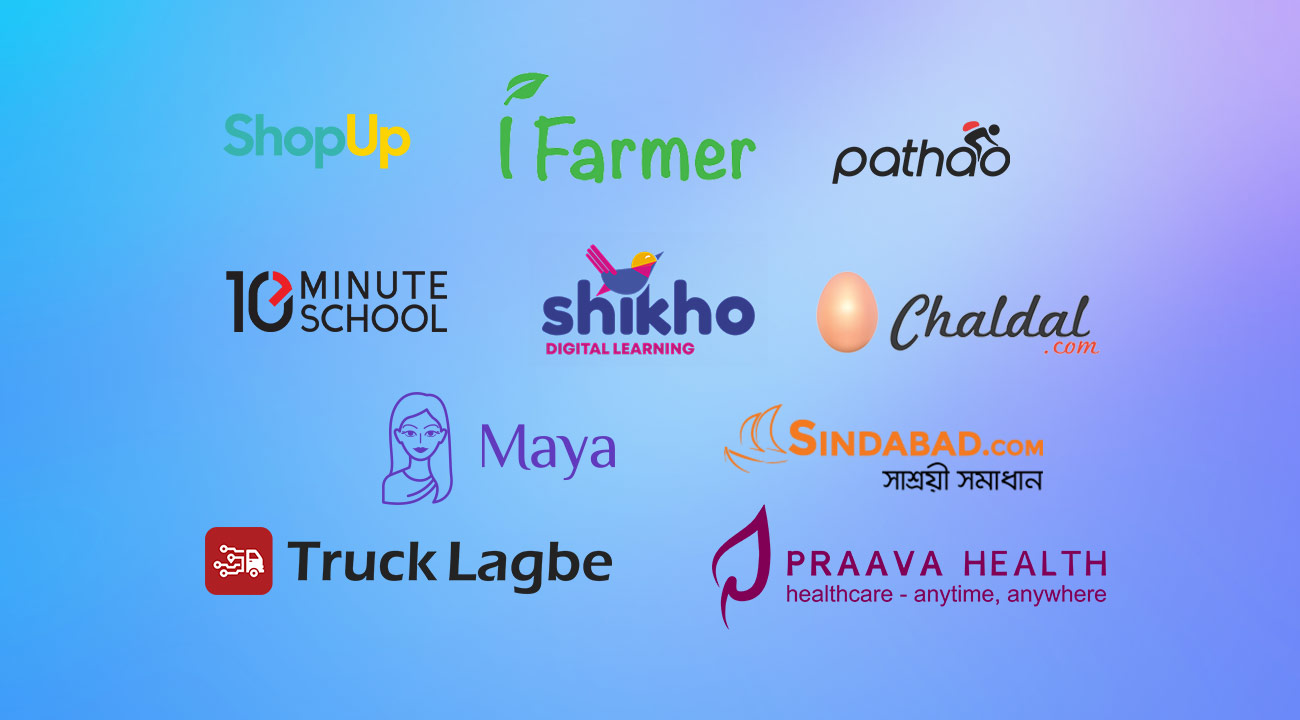 ShopUp
iFarmer
pathao
10 MINUTE
SCHOOL
shikho
DIGITAL LEARNING
Chaldal
.com
Maya
SINDABAD.COM
সাশ্রয়ী সমাধান
Truck Lagbe
PRAAVA HEALTH
healthcare - anytime, anywhere